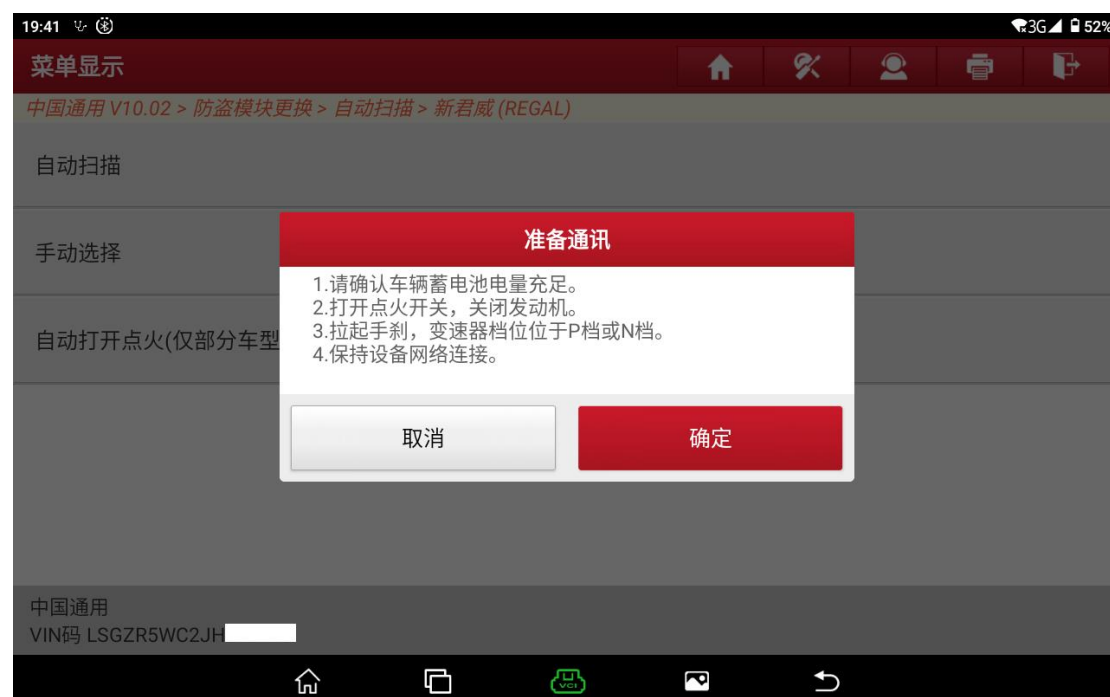 19:41 3G 52%
菜单显示
中国通用 V10.02 > 防盗模块更换 > 自动扫描 > 新君威 (REGAL)
自动扫描
手动选择
自动打开点火(仅部分车型
准备通讯
1.请确认车辆蓄电池电量充足。
2.打开点火开关，关闭发动机。
3.拉起手刹，变速器档位位于P档或N档。
4.保持设备网络连接。
取消
确定
中国通用
VIN码 LSGZR5WC2JH
VCI